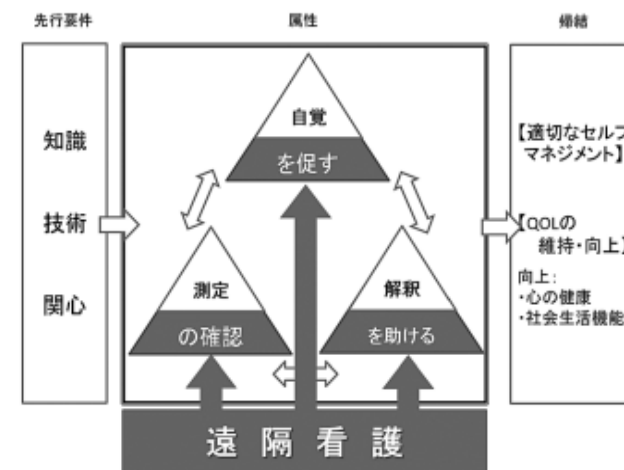 先行要件
属性
帰結
知識
技術
関心
自覚
を促す
測定
の確認
解釈
を助ける
【適切なセルフ
マネジメント】
【QOLの
維持・向上】
向上：
・心の健康
・社会生活機能
遠隔看護